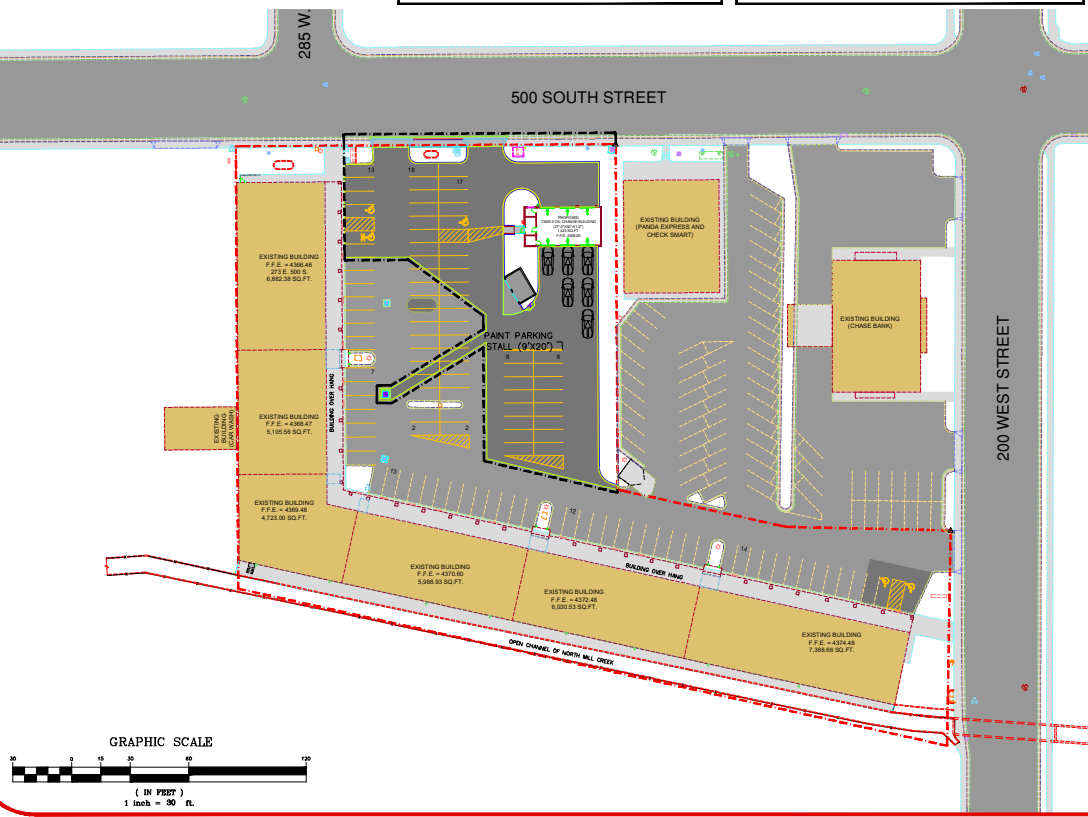 285 W.
500 SOUTH STREET
13
18
17
PROPOSED
TAKE 5 OIL CHANGE BUILDING
1,423 SQ.FT.
EXISTING BUILDING
(PANDA EXPRESS AND
CHECK SMART)
EXISTING BUILDING
F.F.E. = 4366.46
273 E. 500 S.
6,882.38 SQ.FT.
EXISTING BUILDING
(CHASE BANK)
PAINT PARKING
STALL (9'X20')
8
8
7
200 WEST STREET
BUILDING OVER HANG
EXISTING
BUILDING
(CAR WASH)
EXISTING BUILDING
F.F.E. = 4368.47
5,105.56 SQ.FT.
2
2
13
EXISTING BUILDING
F.F.E. = 4369.48
4,723.00 SQ.FT.
12
14
BUILDING OVER HANG
EXISTING BUILDING
F.F.E. = 4370.60
5,988.93 SQ.FT.
EXISTING BUILDING
F.F.E. = 4372.48
6,030.53 SQ.FT.
EXISTING BUILDING
F.F.E. = 4374.48
7,388.66 SQ.FT.
OPEN CHANNEL OF NORTH MILL CREEK
GRAPHIC SCALE
30 0 15 30 60 120
( IN FEET )
1 inch = 30 ft.